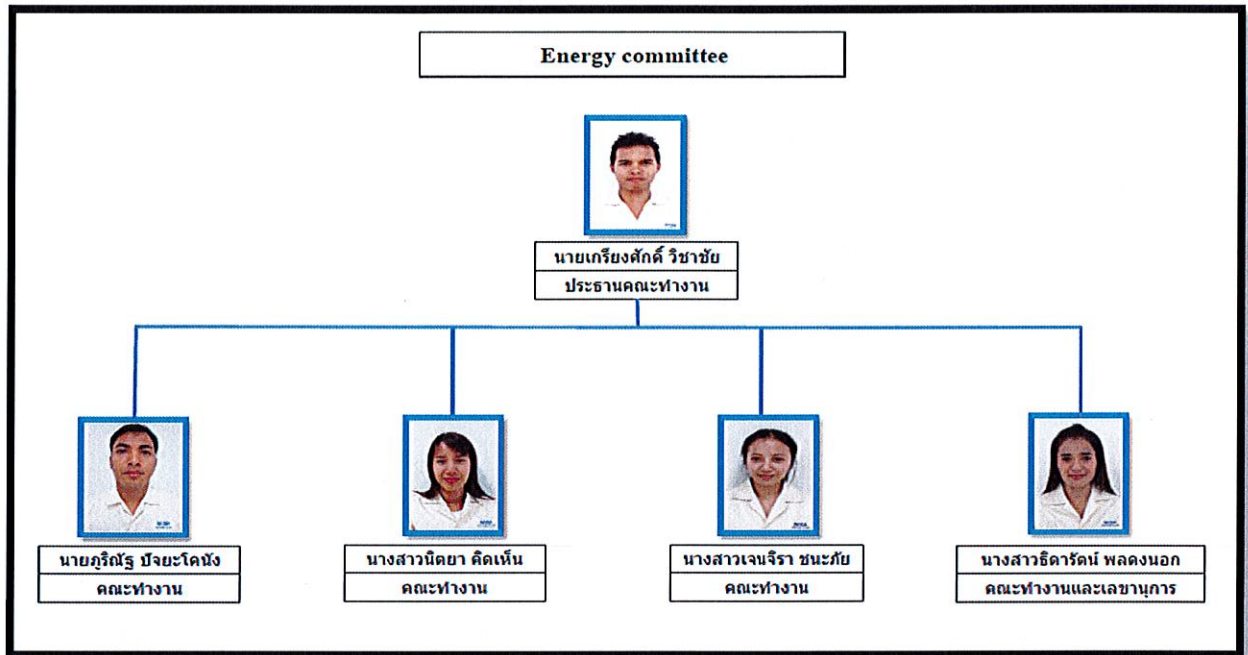 Energy committee
นายเกรียงศักดิ์ วิชาชัย
ประธานคณะทำงาน
นายภูริณัฐ ปัจยะโคนัง
คณะทำงาน
นางสาวนิตยา คิดเห็น
คณะทำงาน
นางสาวเจนจิรา ชนะภัย
คณะทำงาน
นางสาวธิดารัตน์ พลดงนอก
คณะทำงานและเลขานุการ